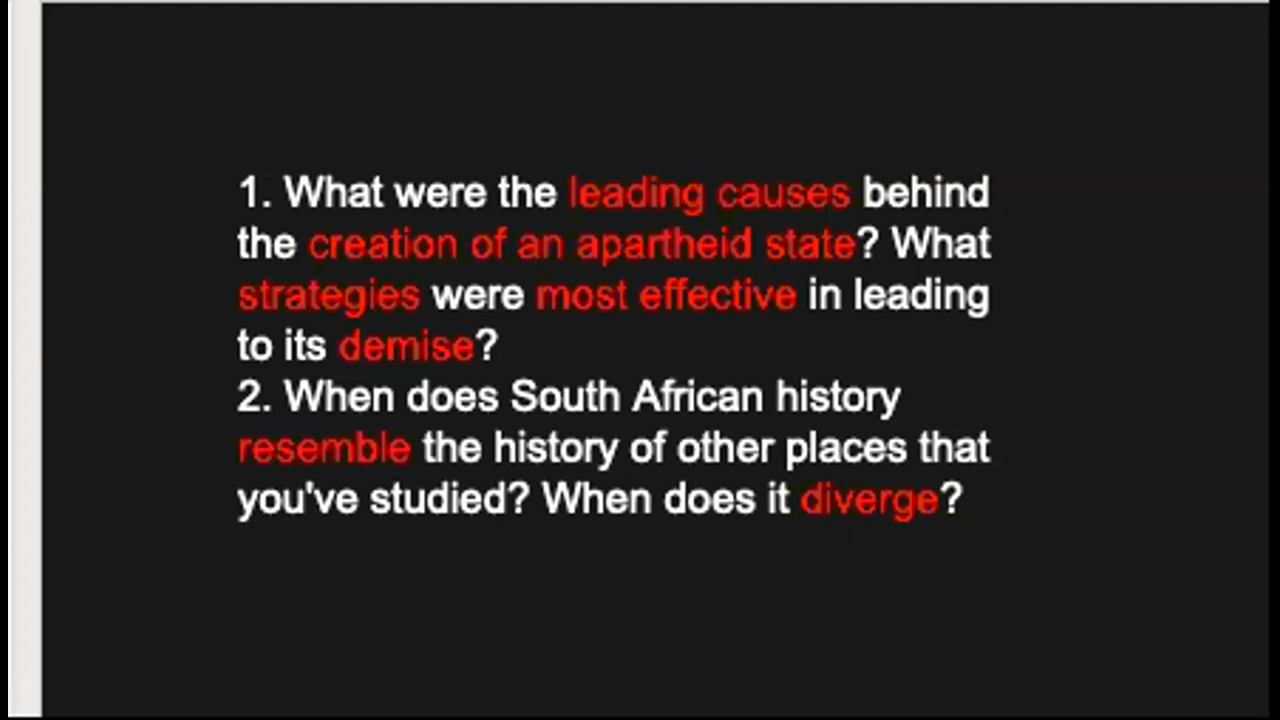 1. What were the leading causes behind
the creation of an apartheid state? What
strategies were most effective in leading
to its demise?
2. When does South African history
resemble the history of other places that
you've studied? When does it diverge?